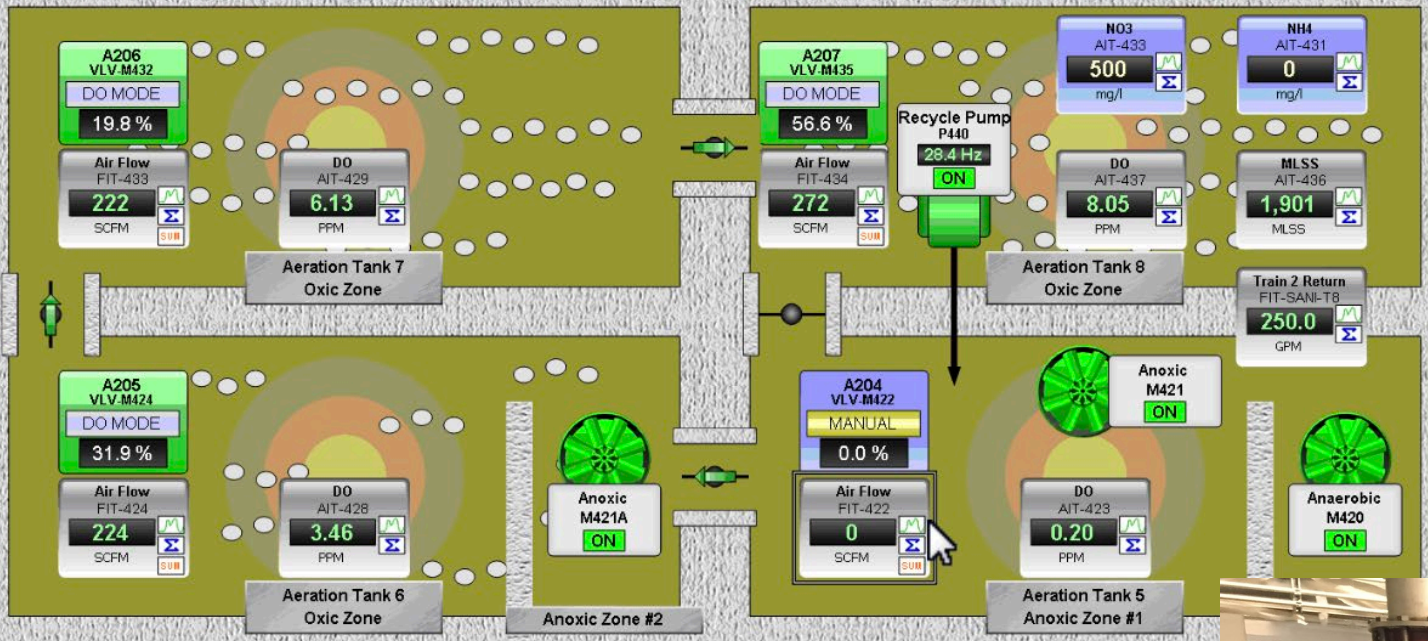 A206
VLV-M432
DO MODE
19.8 %
Air Flow
FIT-433
222
SCFM
SUM
DO
AIT-429
6.13
PPM
Aeration Tank 7
Oxic Zone
A207
VLV-M435
DO MODE
56.6 %
Air Flow
FIT-434
272
SCFM
SUM
Recycle Pump
P440
28.4 Hz
ON
NO3
AIT-433
500
mg/l
NH4
AIT-431
0
mg/l
DO
AIT-437
8.05
PPM
MLSS
AIT-436
1,901
MLSS
Aeration Tank 8
Oxic Zone
Train 2 Return
FIT-SANI-T8
250.0
GPM
A205
VLV-M424
DO MODE
31.9 %
Air Flow
FIT-424
224
SCFM
SUM
DO
AIT-428
3.46
PPM
Aeration Tank 6
Oxic Zone
Anoxic
M421A
ON
Anoxic Zone #2
A204
VLV-M422
MANUAL
0.0 %
Air Flow
FIT-422
0
SCFM
SUM
Anoxic
M421
ON
DO
AIT-423
0.20
PPM
Aeration Tank 5
Anoxic Zone #1
Anaerobic
M420
ON